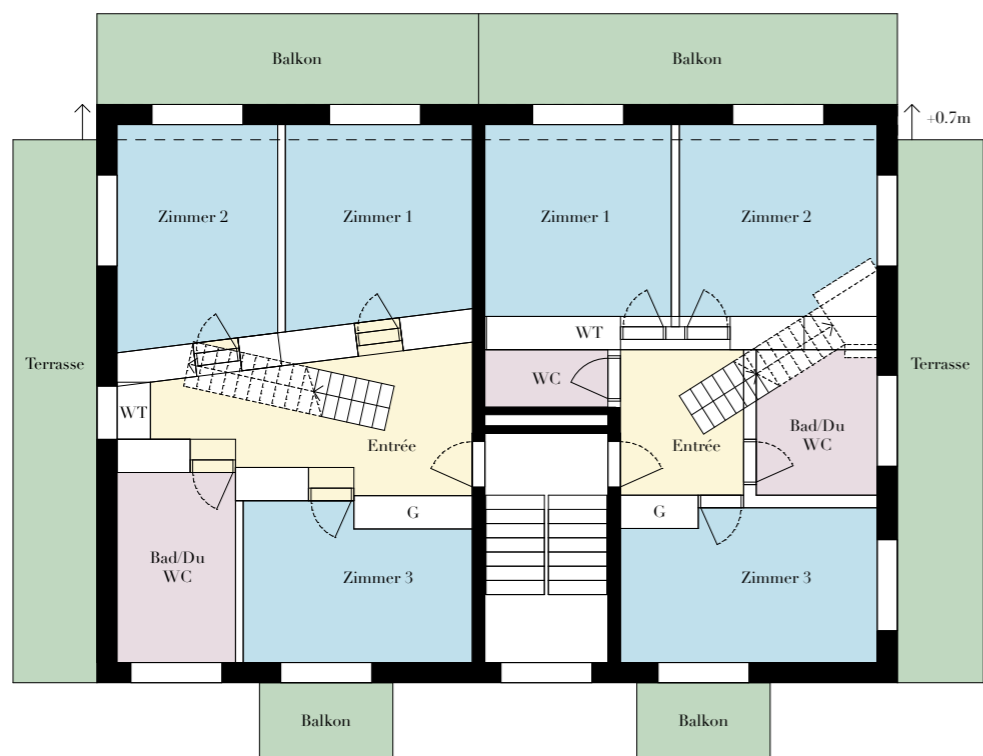 Balkon
Balkon
+0.7m
Zimmer 2
Zimmer 1
Zimmer 1
Zimmer 2
Terrasse
WT
WC
Terrasse
WT
Entrée
Entrée
Bad/Du
WC
G
G
Bad/Du
WC
Zimmer 3
Zimmer 3
Balkon
Balkon